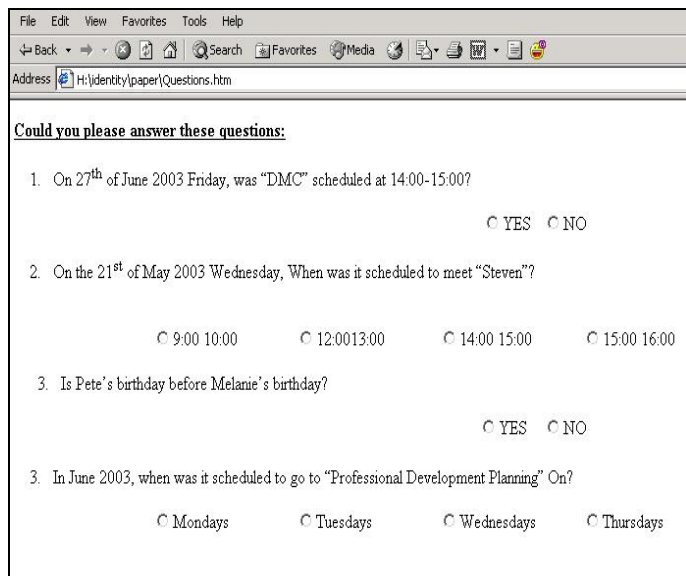 File Edit View Favorites Tools Help
Back Search Favorites Media
Address H:\identity\paper\Questions.htm
Could you please answer these questions:
1. On 27th of June 2003 Friday, was “DMC” scheduled at 14:00-15:00?
YES NO
2. On the 21st of May 2003 Wednesday, When was it scheduled to meet “Steven”?
9:00 10:00 12:0013:00 14:00 15:00 15:00 16:00
3. Is Pete’s birthday before Melanie’s birthday?
YES NO
3. In June 2003, when was it scheduled to go to “Professional Development Planning” On?
Mondays Tuesdays Wednesdays Thursdays